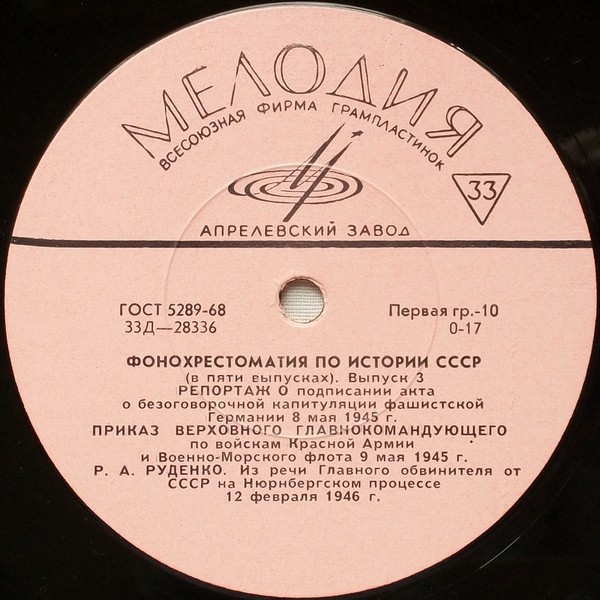 МЕЛОДИЯ
ВСЕСОЮЗНАЯ ФИРМА ГРАМПЛАСТИНОК
33
АПРЕЛЕВСКИЙ ЗАВОД
ГОСТ 5289-68
Первая гр.-10
33Д—28336
0-17
ФОНОХРЕСТОМАТИЯ ПО ИСТОРИИ СССР
(в пяти выпусках). Выпуск 3
РЕПОРТАЖ О подписании акта
о безоговорочной капитуляции фашистской
Германии 8 мая 1945 г.
ПРИКАЗ ВЕРХОВНОГО ГЛАВНОКОМАНДУЮЩЕГО
по войскам Красной Армии
и Военно-Морского флота 9 мая 1945 г.
Р. А. РУДЕНКО. Из речи Главного обвинителя от
СССР на Нюрнбергском процессе
12 февраля 1946 г.